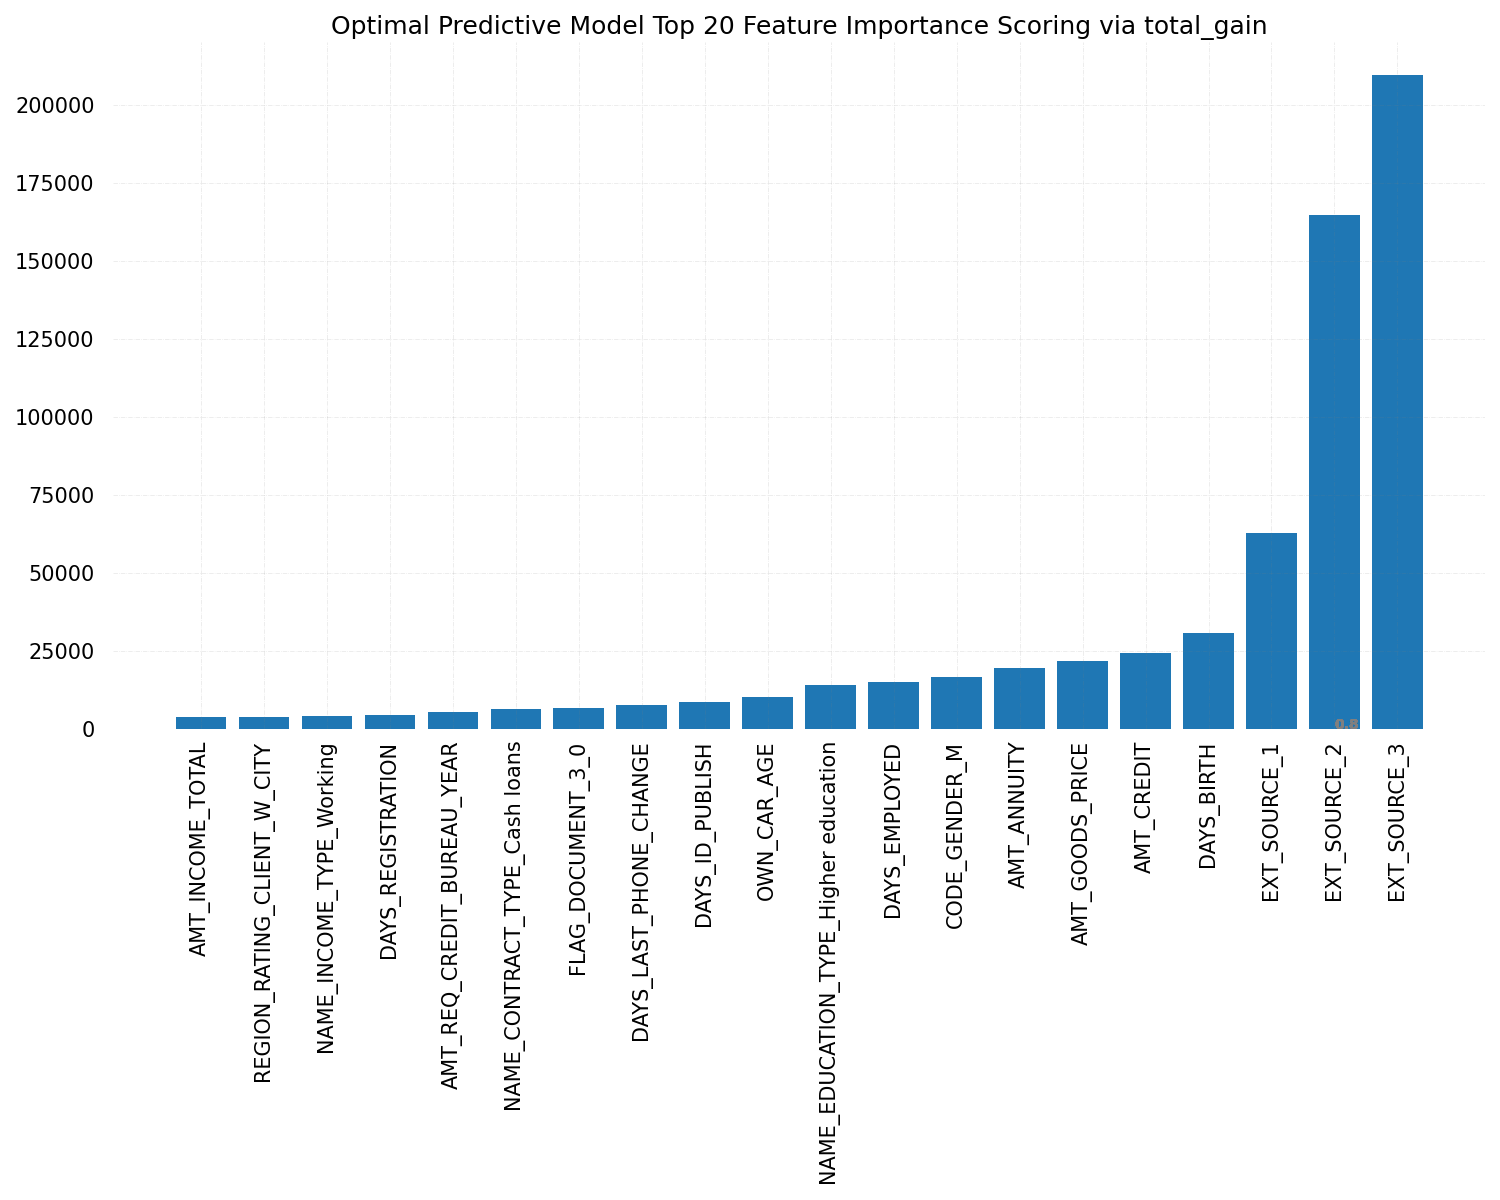 Optimal Predictive Model Top 20 Feature Importance Scoring via total_gain
200000
175000
150000
125000
100000
75000
50000
25000
0
0.8
AMT_INCOME_TOTAL
REGION_RATING_CLIENT_W_CITY
NAME_INCOME_TYPE_Working
DAYS_REGISTRATION
AMT_REQ_CREDIT_BUREAU_YEAR
NAME_CONTRACT_TYPE_Cash loans
FLAG_DOCUMENT_3_0
DAYS_LAST_PHONE_CHANGE
DAYS_ID_PUBLISH
OWN_CAR_AGE
NAME_EDUCATION_TYPE_Higher education
DAYS_EMPLOYED
CODE_GENDER_M
AMT_ANNUITY
AMT_GOODS_PRICE
AMT_CREDIT
DAYS_BIRTH
EXT_SOURCE_1
EXT_SOURCE_2
EXT_SOURCE_3